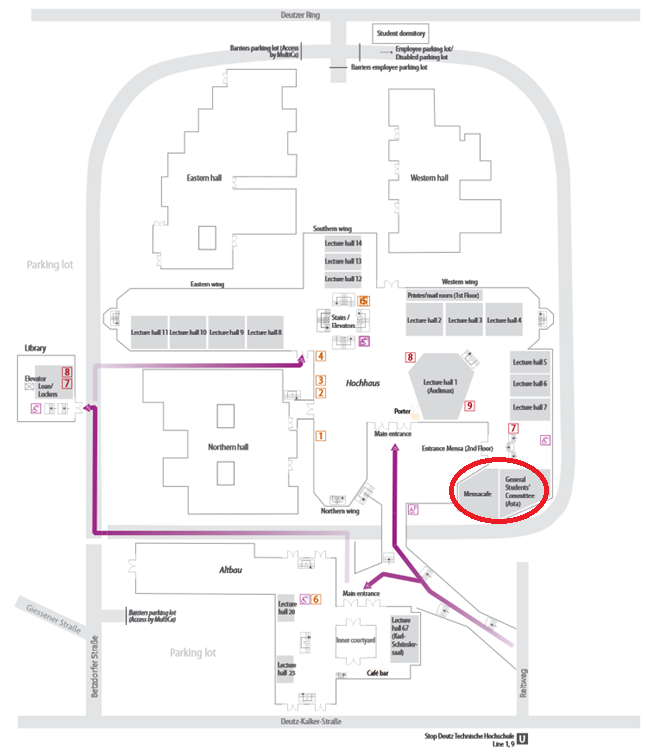 Deutzer Ring
Student dormitory
Barriers parking lot (Access
by MultiCa)
Employee parking lot/
Disabled parking lot
Barriers employee parking lot
Eastern hall
Western hall
Southern wing
Lecture hall 14
Lecture hall 13
Lecture hall 12
Parking lot
Eastern wing
Western wing
Printer/mail room (1st Floor)
Stairs /
Elevators
Lecture hall 11
Lecture hall 10
Lecture hall 9
Lecture hall 8
Lecture hall 2
Lecture hall 3
Lecture hall 4
Library
Elevator
Loan/
Lockers
8
7
4
3
2
1
Hochhaus
8
Lecture hall 1
(Audimax)
9
Lecture hall 5
Lecture hall 6
Lecture hall 7
Porter
Main entrance
7
Northern hall
Entrance Mensa (2nd Floor)
Mensacafe
General
Students'
Committee
(Asta)
Northern wing
Altbau
Main entrance
6
Lecture
hall 20
Lecture
hall 67
(Karl-
Schüssler-
saal)
Inner courtyard
Lecture
hall 23
Café bar
Barriers parking lot
(Access by MultiCa)
Giessener Straße
Betzdorfer Straße
Parking lot
Reitweg
Deutz-Kalker-Straße
Stop Deutz Technische Hochschule
Line 1, 9
U